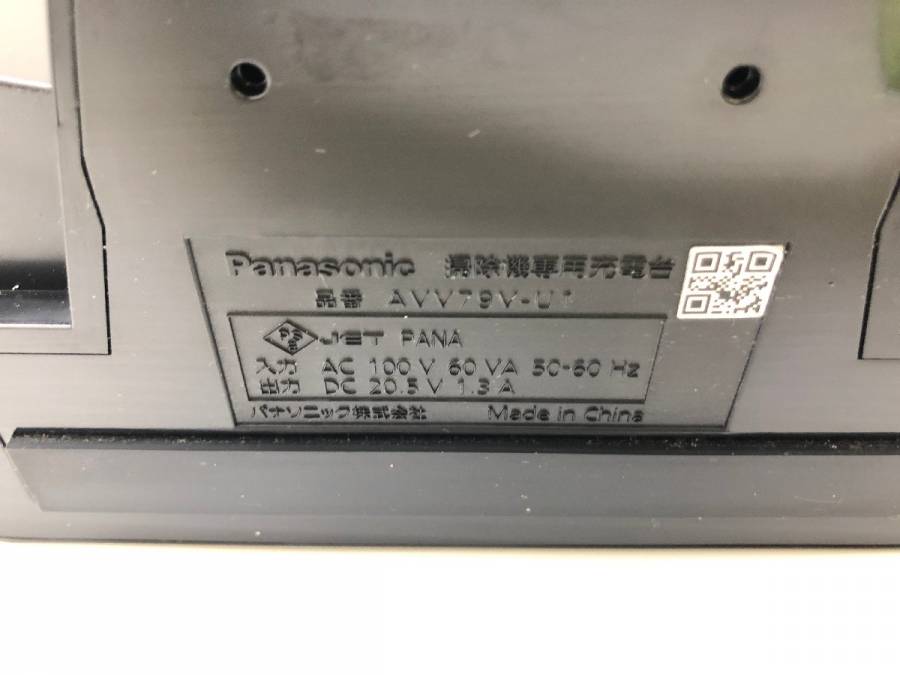 Panasonic 掃除機専用充電台
品番 AVV79V-U1
PSE JET PANA
入力 AC 100 V 60 VA 50-60 Hz
出力 DC 20.5 V 1.3 A
パナソニック株式会社 Made in China